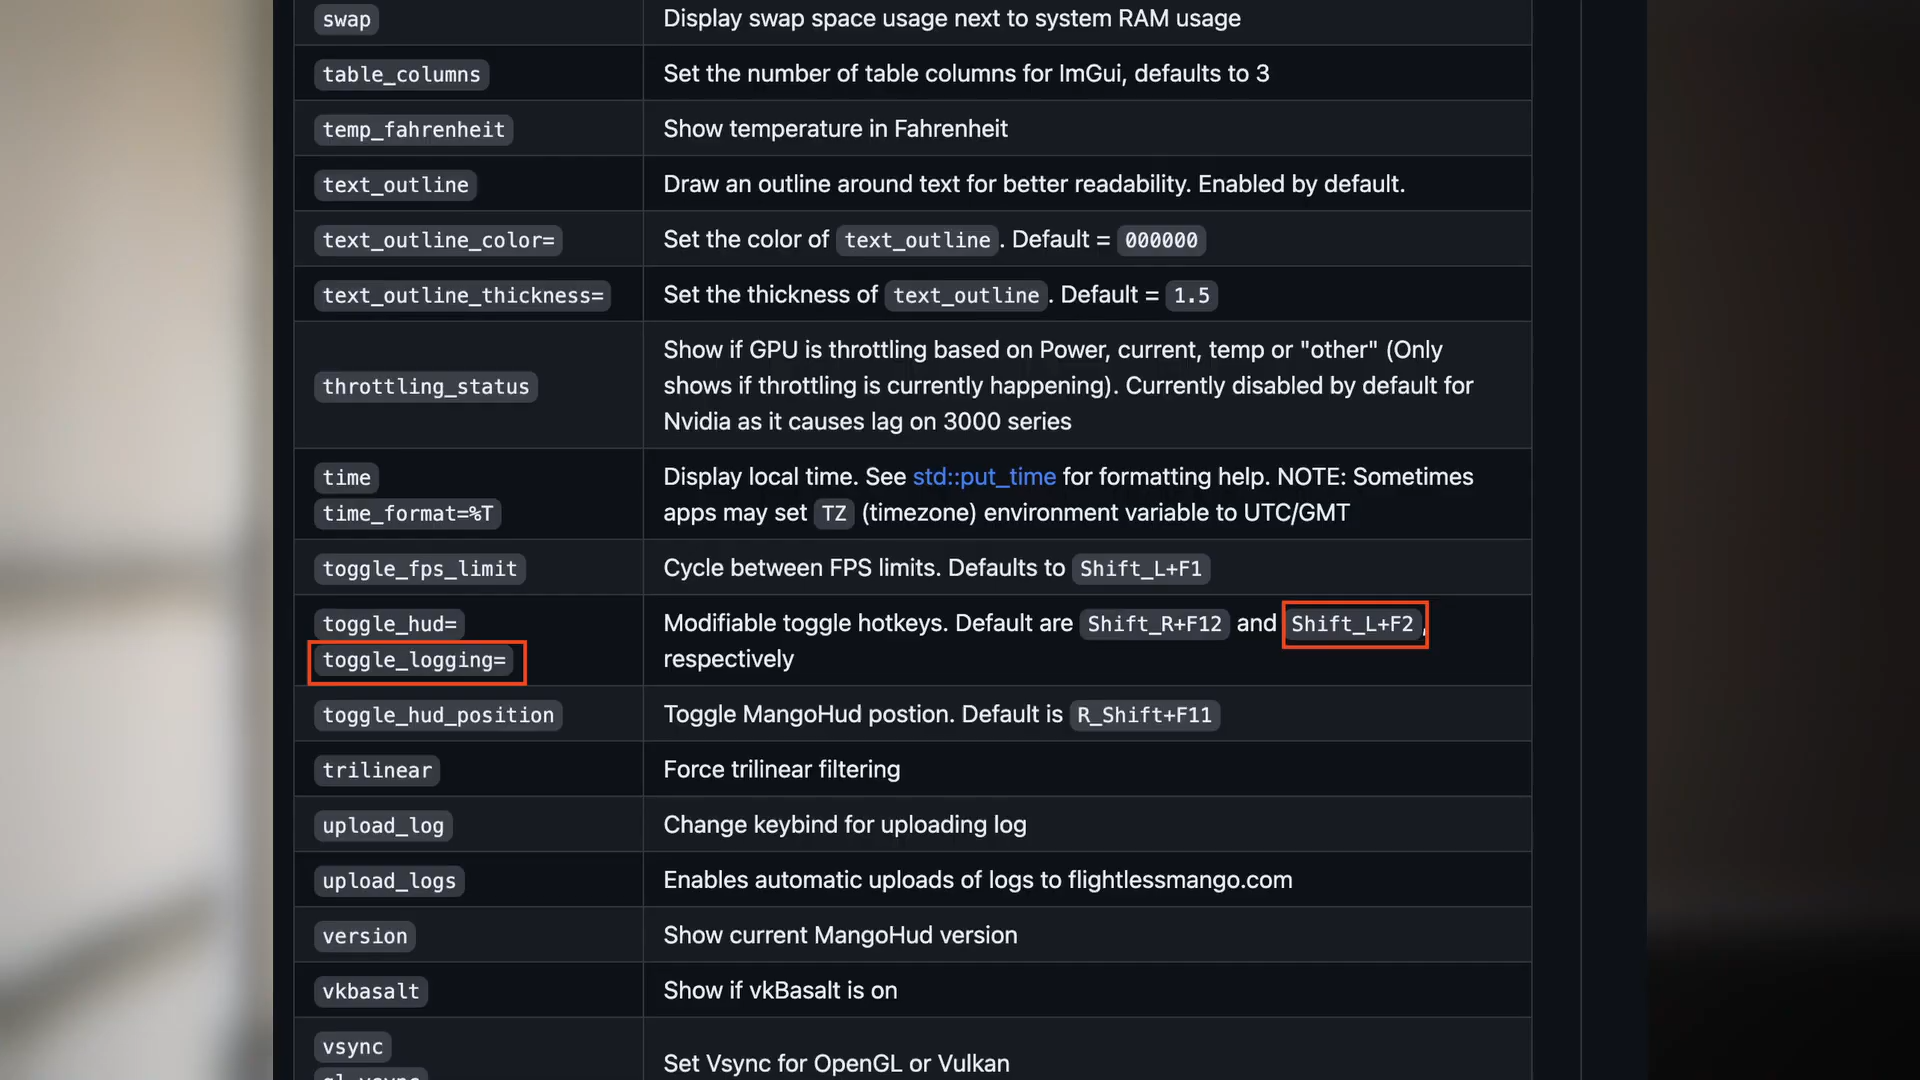 swap Display swap space usage next to system RAM usage
table_columns Set the number of table columns for ImGui, defaults to 3
temp_fahrenheit Show temperature in Fahrenheit
text_outline Draw an outline around text for better readability. Enabled by default.
text_outline_color= Set the color of text_outline. Default = 000000
text_outline_thickness= Set the thickness of text_outline. Default = 1.5
throttling_status
Show if GPU is throttling based on Power, current, temp or "other" (Only
shows if throttling is currently happening). Currently disabled by default for
Nvidia as it causes lag on 3000 series
time
time_format=%T
Display local time. See std::put_time for formatting help. NOTE: Sometimes
apps may set TZ (timezone) environment variable to UTC/GMT
toggle_fps_limit Cycle between FPS limits. Defaults to Shift_L+F1
toggle_hud=
toggle_logging=
Modifiable toggle hotkeys. Default are Shift_R+F12 and Shift_L+F2,
respectively
toggle_hud_position Toggle MangoHud postion. Default is R_Shift+F11
trilinear Force trilinear filtering
upload_log Change keybind for uploading log
upload_logs Enables automatic uploads of logs to flightlessmango.com
version Show current MangoHud version
vkbasalt Show if vkBasalt is on
vsync
Set Vsync for OpenGL or Vulkan